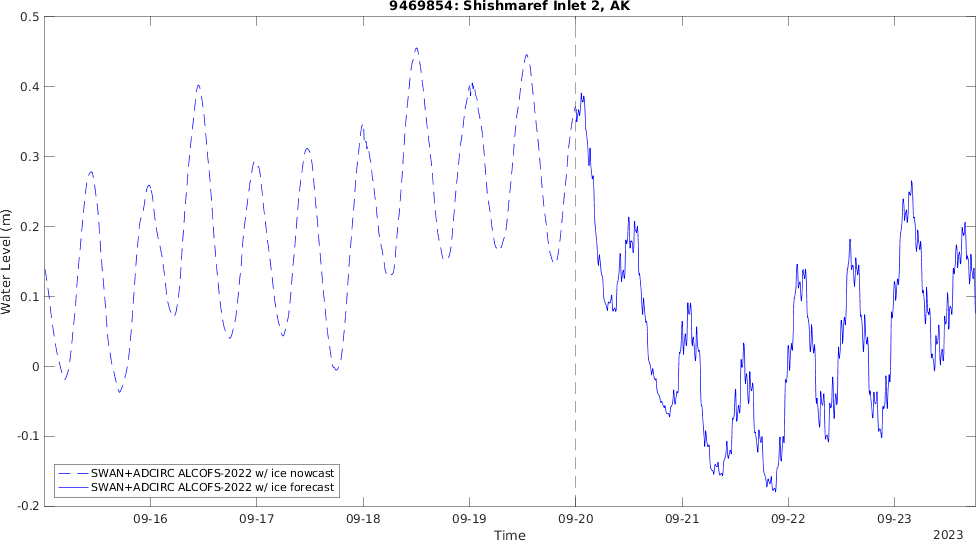 9469854: Shishmaref Inlet 2, AK
0.5
0.4
0.3
0.2
0.1
0
-0.1
-0.2
Water Level (m)
SWAN+ADCIRC ALCOFS-2022 w/ ice nowcast
SWAN+ADCIRC ALCOFS-2022 w/ ice forecast
09-16 09-17 09-18 09-19 09-20 09-21 09-22 09-23
Time
2023